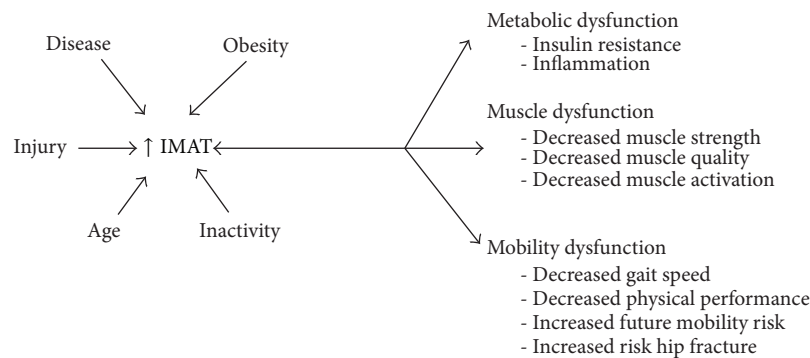 Disease
Obesity
Injury
↑ IMAT
Age
Inactivity
Metabolic dysfunction
- Insulin resistance
- Inflammation
Muscle dysfunction
- Decreased muscle strength
- Decreased muscle quality
- Decreased muscle activation
Mobility dysfunction
- Decreased gait speed
- Decreased physical performance
- Increased future mobility risk
- Increased risk hip fracture